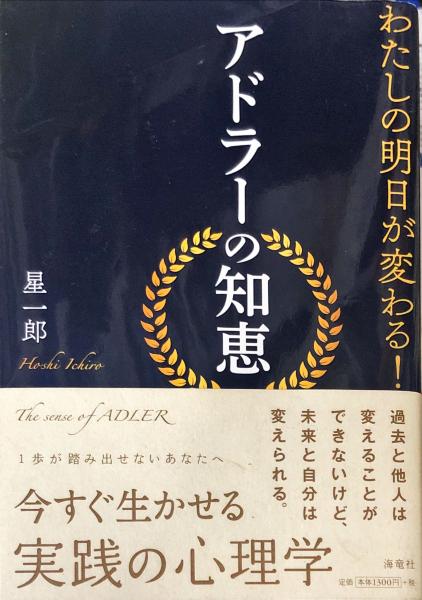 わたしの明日が変わる!
アドラーの知恵
星一郎
Hoshi Ichiro
The sense of ADLER
1歩が踏み出せないあなたへ
今すぐ生かせる
実践の心理学
過去と他人は
変えることが
できないけど、
未来と自分は
変えられる。
海竜社
定価 本体1300円 +税